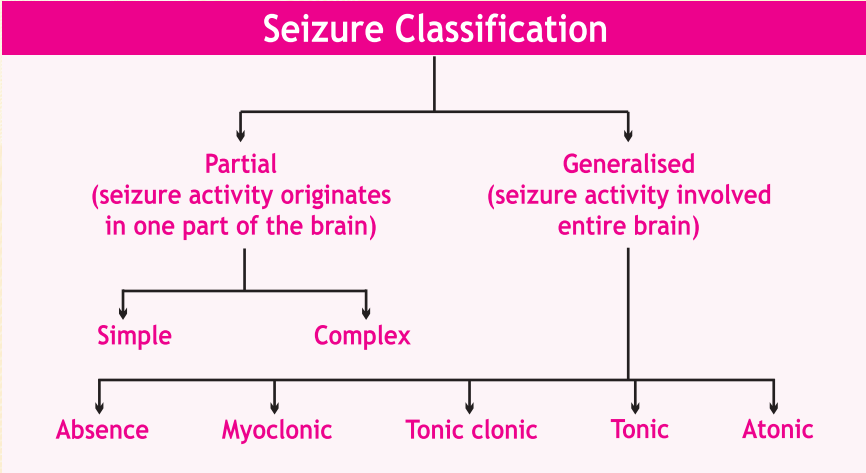 Seizure Classification
Partial
(seizure activity originates
in one part of the brain)
Generalised
(seizure activity involved
entire brain)
Simple
Complex
Absence
Myoclonic
Tonic clonic
Tonic
Atonic